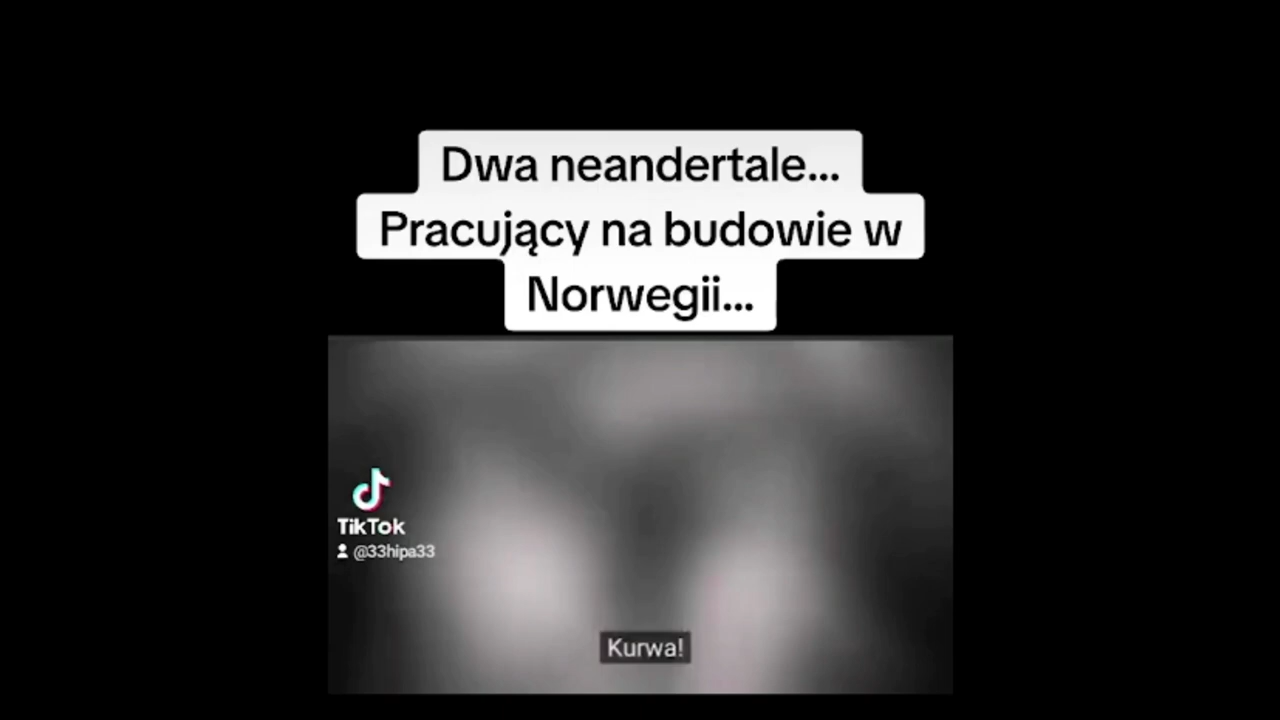 Dwa neandertale...
Pracujący na budowie w
Norwegii...
TikTok
@33hipa33
Kurwa!